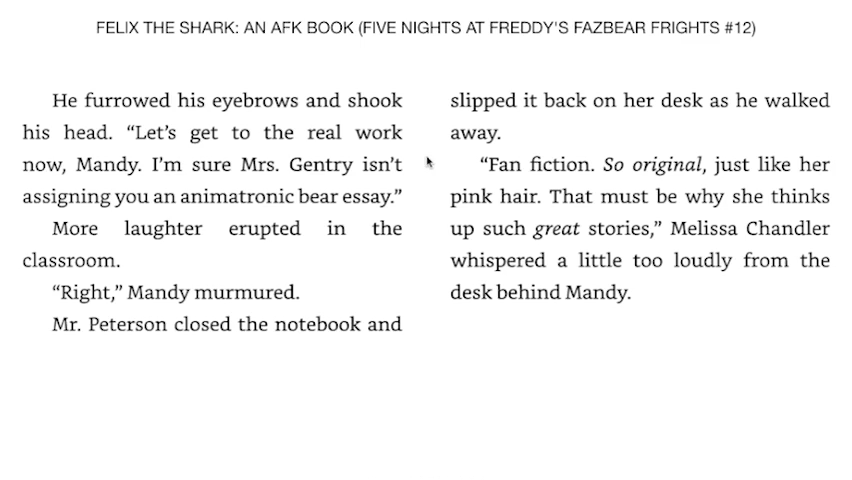 FELIX THE SHARK: AN AFK BOOK (FIVE NIGHTS AT FREDDY'S FAZBEAR FRIGHTS #12)
He furrowed his eyebrows and shook
his head. “Let’s get to the real work
now, Mandy. I’m sure Mrs. Gentry isn’t
assigning you an animatronic bear essay.”
More laughter erupted in the
classroom.
“Right,” Mandy murmured.
Mr. Peterson closed the notebook and
slipped it back on her desk as he walked
away.
“Fan fiction. So original, just like her
pink hair. That must be why she thinks
up such great stories,” Melissa Chandler
whispered a little too loudly from the
desk behind Mandy.